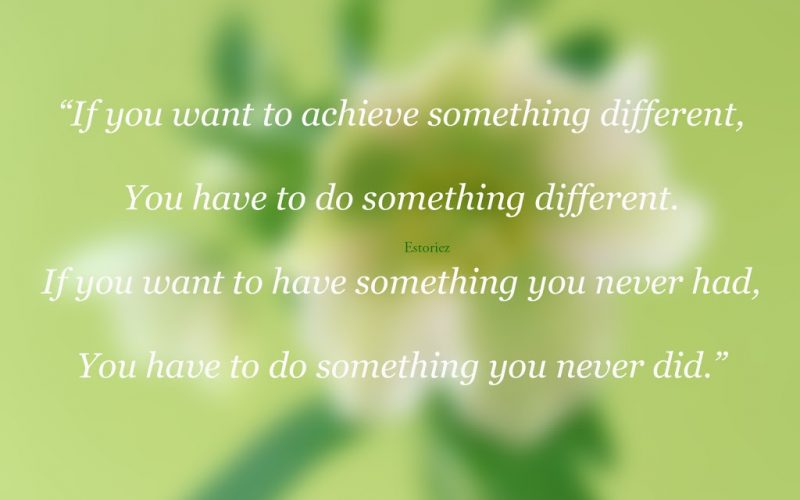 “If you want to achieve something different,
You have to do something different.
Estoriez
If you want to have something you never had,
You have to do something you never did.”